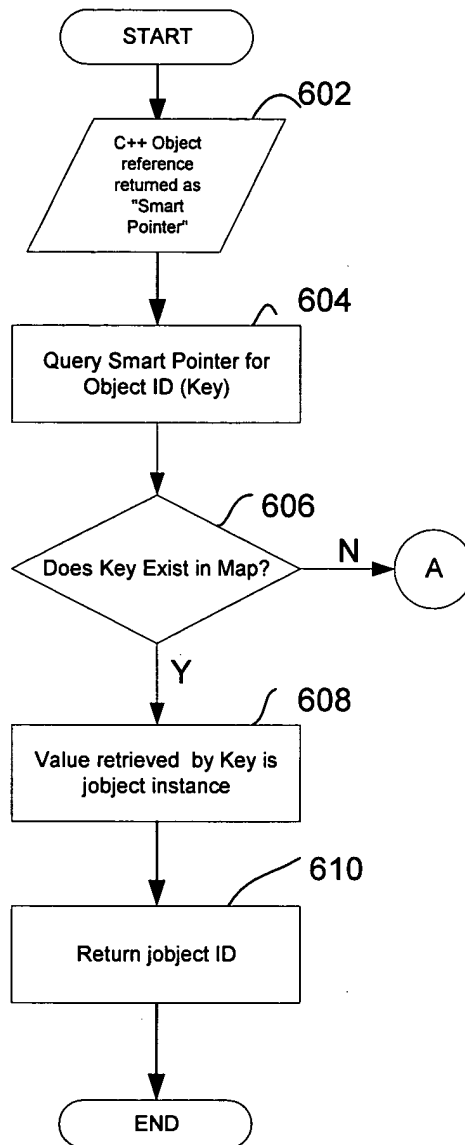 START
602
C++ Object
reference
returned as
"Smart
Pointer"
604
Query Smart Pointer for
Object ID (Key)
606
Does Key Exist in Map?
N
A
Y
608
Value retrieved by Key is
jobject instance
610
Return jobject ID
END